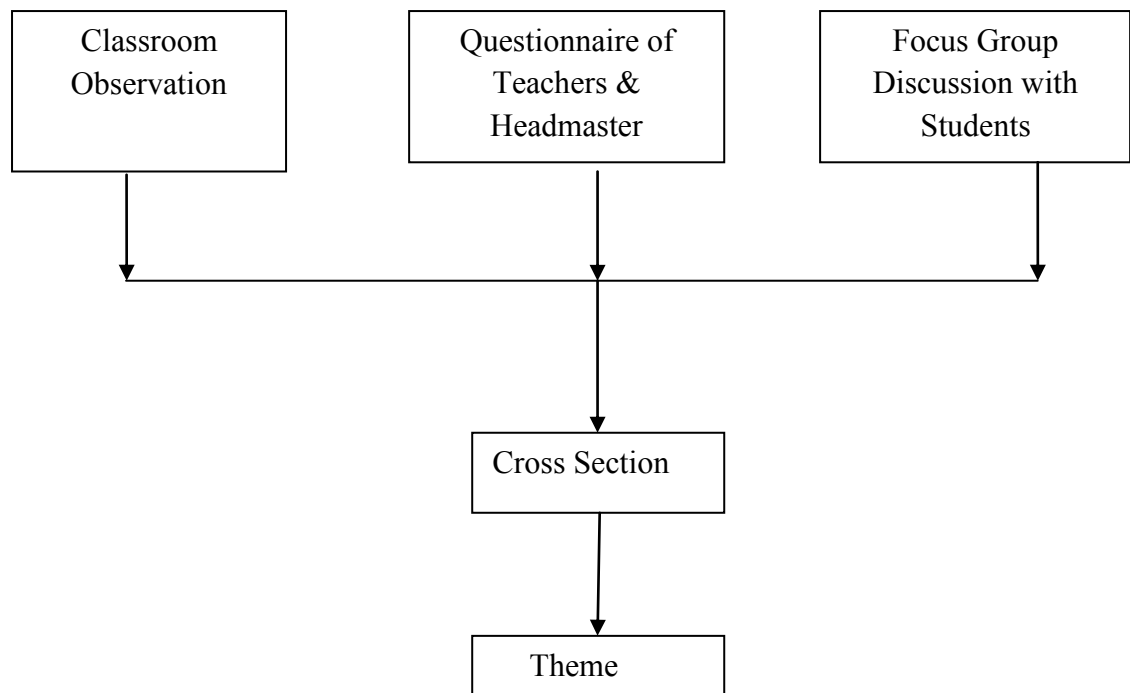 Classroom
Observation
Questionnaire of
Teachers &
Headmaster
Focus Group
Discussion with
Students
Cross Section
Theme